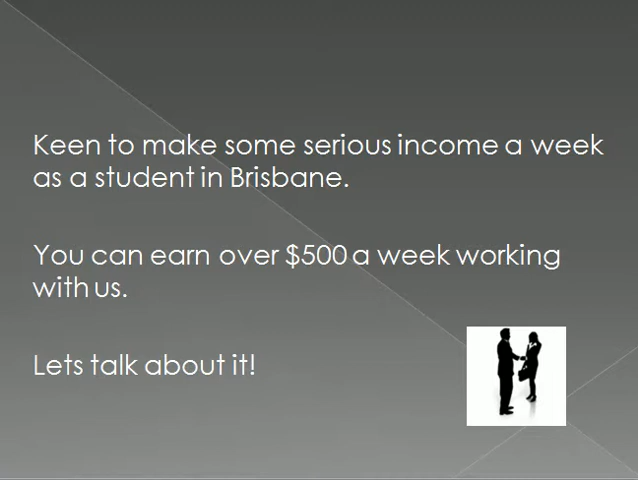 Keen to make some serious income a week
as a student in Brisbane.
You can earn over $500 a week working
with us.
Lets talk about it!